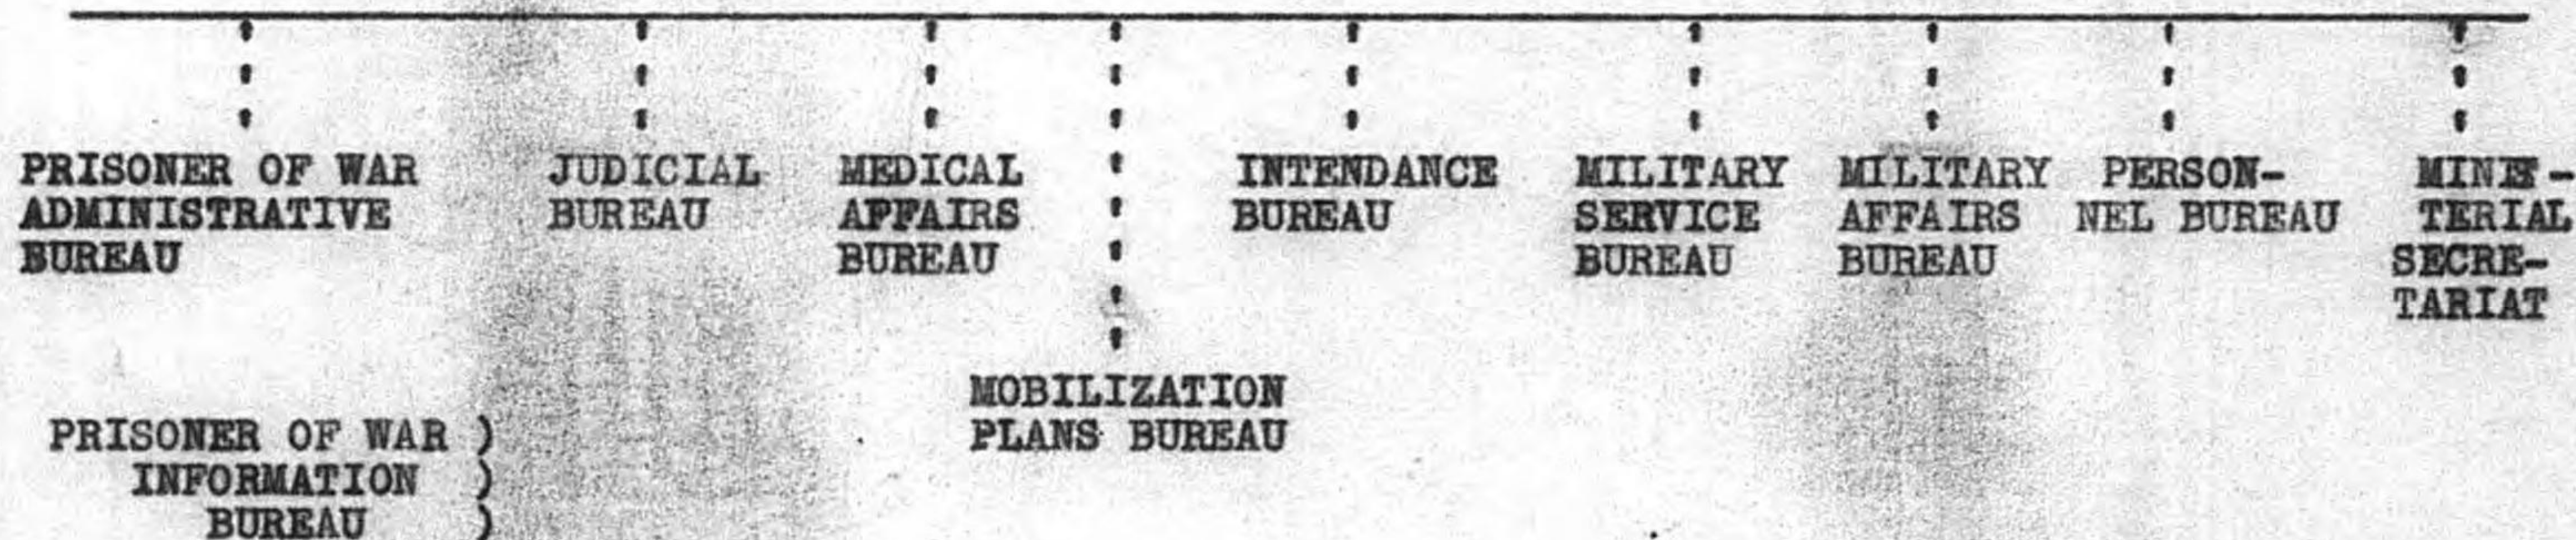 PRISONER OF WAR
ADMINISTRATIVE
BUREAU
JUDICIAL
BUREAU
MEDICAL
AFFAIRS
BUREAU
MOBILIZATION
PLANS BUREAU
INTENDANCE
BUREAU
MILITARY
SERVICE
BUREAU
MILITARY
AFFAIRS
BUREAU
PERSON-
NEL BUREAU
TERIAL
SECRE-
TARIAT
PRISONER OF WAR )
INFORMATION )
BUREAU )